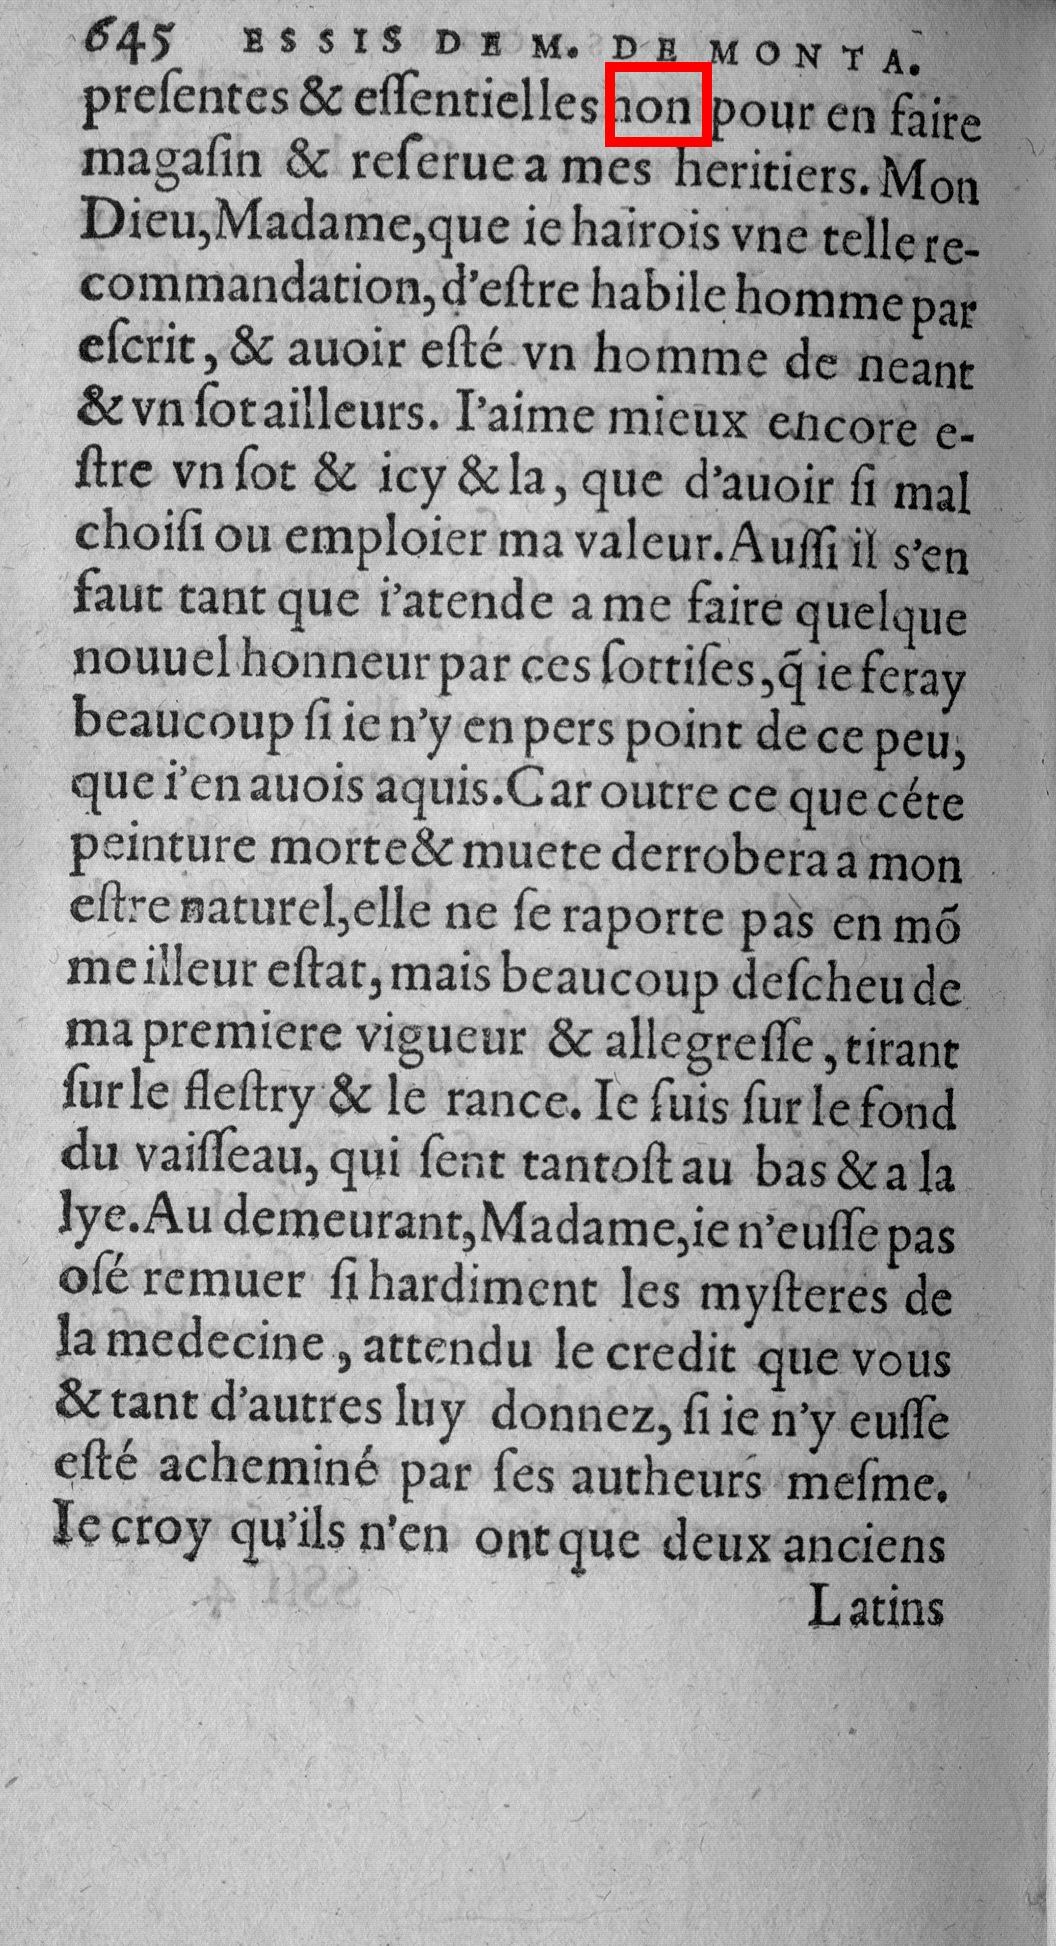 645 ESSIS DE M. DE MONTA.
preſentes & eſſentielles non pour en faire
magaſin & reſerue a mes heritiers. Mon
Dieu, Madame, que ie hairois vne telle re-
commandation, d'eſtre habile homme par
eſcrit, & auoir eſté vn homme de neant
& vn ſot ailleurs. I'aime mieux encore e-
ſtre vn ſot & icy & la, que d'auoir ſi mal
choiſi ou emploier ma valeur. Auſſi il s'en
faut tant que i'atende a me faire quelque
nouuel honneur par ces ſottiſes, q̃ ie feray
beaucoup ſi ie n'y en pers point de ce peu,
que i'en auois aquis. Car outre ce que céte
peinture morte & muete derrobera a mon
eſtre naturel, elle ne ſe raporte pas en mõ
meilleur eſtat, mais beaucoup deſcheu de
ma premiere vigueur & allegreſſe, tirant
ſur le fleſtry & le rance. Ie ſuis ſur le fond
du vaiſſeau, qui ſent tantoſt au bas & a la
lye. Au demeurant, Madame, ie n'euſſe pas
oſé remuer ſi hardiment les myſteres de
la medecine, attendu le credit que vous
& tant d'autres luy donnez, ſi ie n'y euſſe
eſté acheminé par ſes autheurs meſme.
Ie croy qu'ils n'en ont que deux anciens
Latins